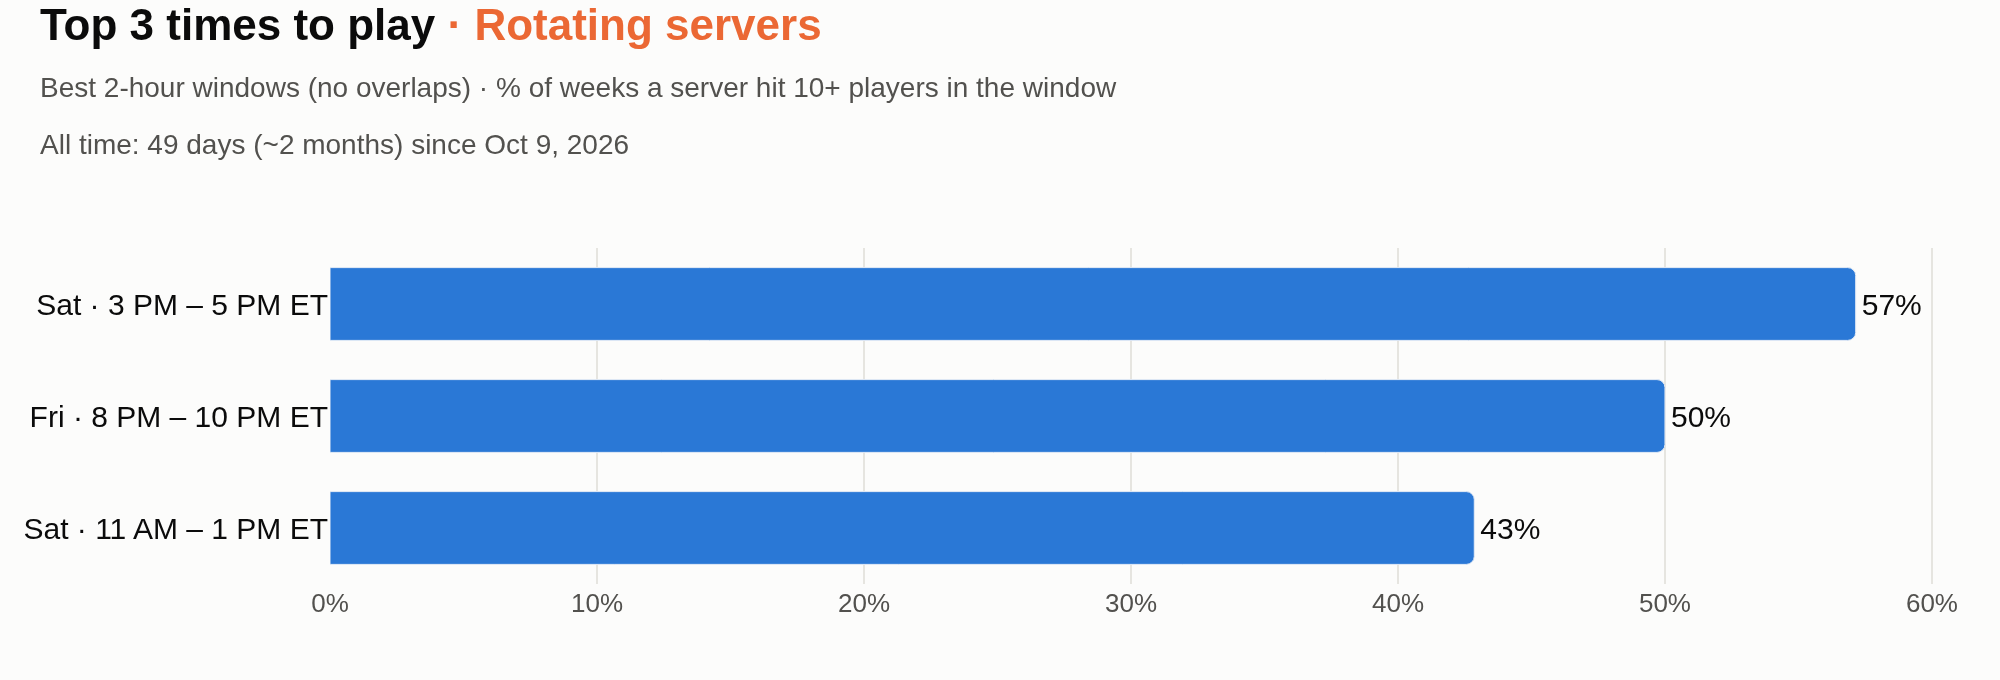 Top 3 times to play · Rotating servers
Best 2-hour windows (no overlaps) · % of weeks a server hit 10+ players in the window
All time: 49 days (~2 months) since Oct 9, 2026
Sat · 3 PM – 5 PM ET 57%
Fri · 8 PM – 10 PM ET 50%
Sat · 11 AM – 1 PM ET 43%
0% 10% 20% 30% 40% 50% 60%